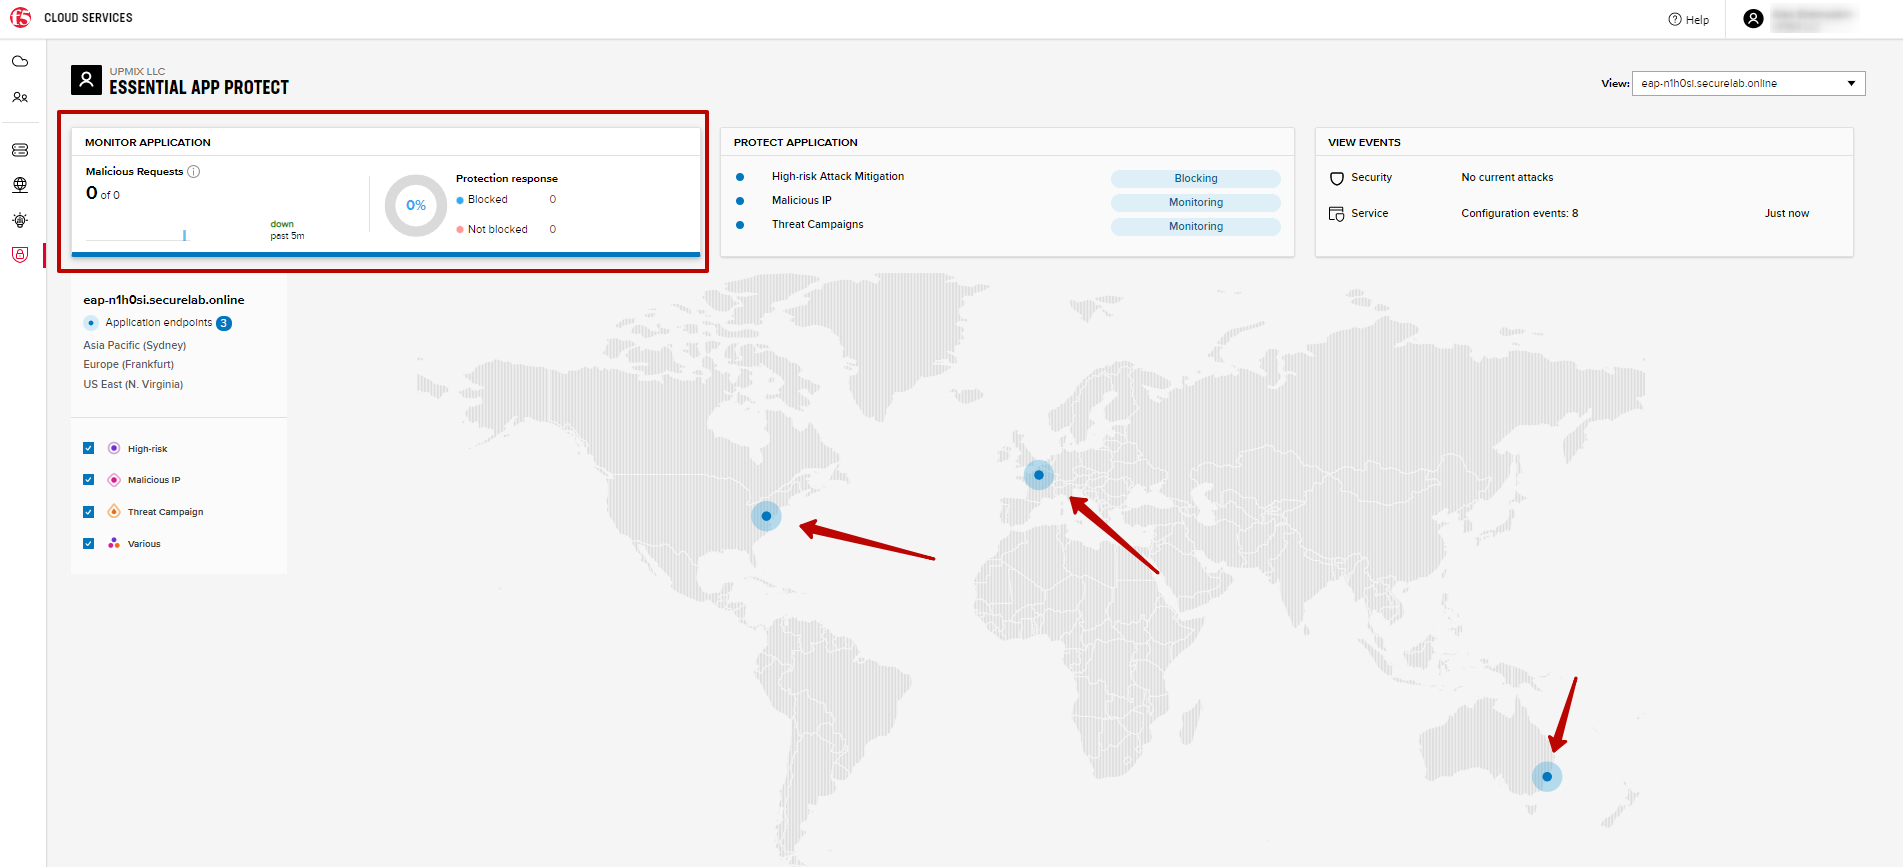 f5 CLOUD SERVICES
Help
UPMIX LLC
ESSENTIAL APP PROTECT
View: eap-n1h0si.securelab.online
MONITOR APPLICATION
Malicious Requests i
0 of 0
down
past 5m
0%
Protection response
Blocked 0
Not blocked 0
PROTECT APPLICATION
High-risk Attack Mitigation Blocking
Malicious IP Monitoring
Threat Campaigns Monitoring
VIEW EVENTS
Security No current attacks
Service Configuration events: 8 Just now
eap-n1h0si.securelab.online
Application endpoints 3
Asia Pacific (Sydney)
Europe (Frankfurt)
US East (N. Virginia)
High-risk
Malicious IP
Threat Campaign
Various